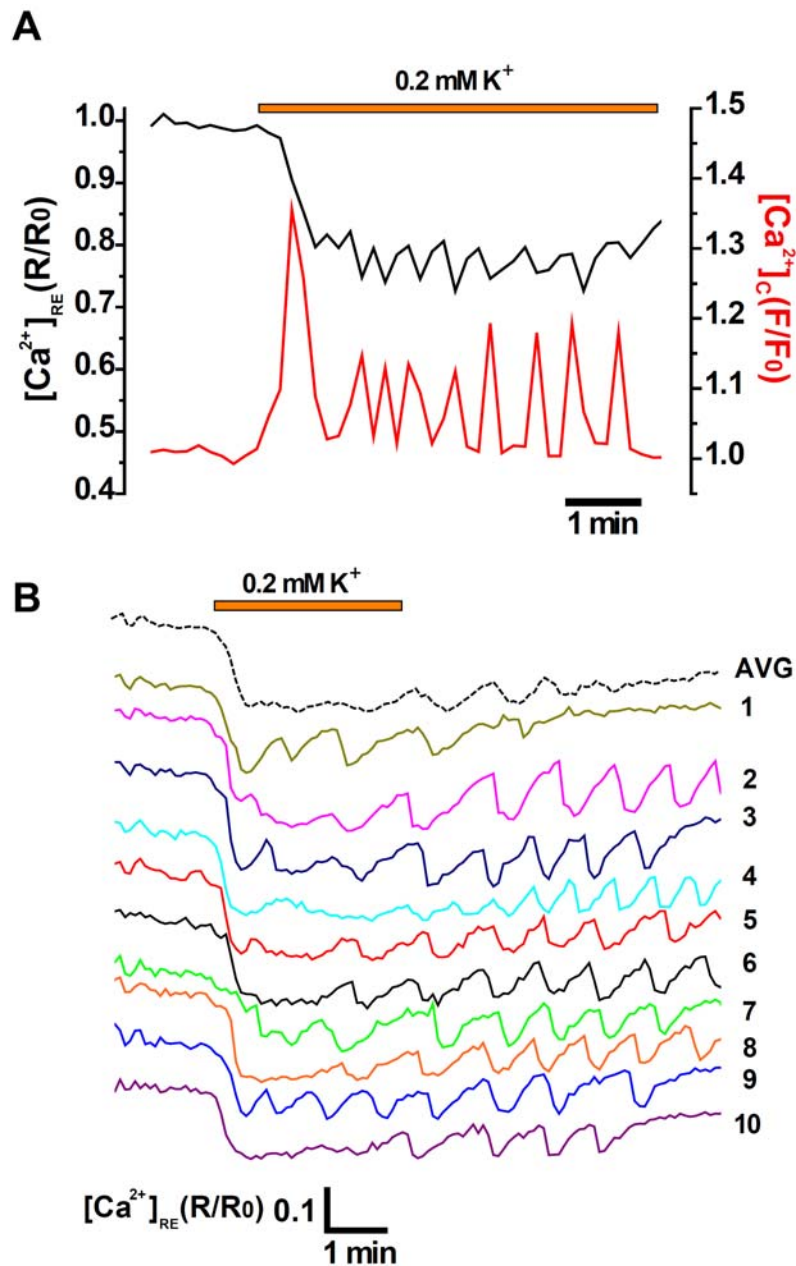 A
0.2 mM K⁺
1.0
0.9
0.8
0.7
0.6
0.5
0.4
[Ca²⁺]RE (R/R0)
1.5
1.4
1.3
1.2
1.1
1.0
[Ca²⁺]C (F/F0)
1 min
B
0.2 mM K⁺
AVG
1
2
3
4
5
6
7
8
9
10
[Ca²⁺]RE (R/R0) 0.1
1 min